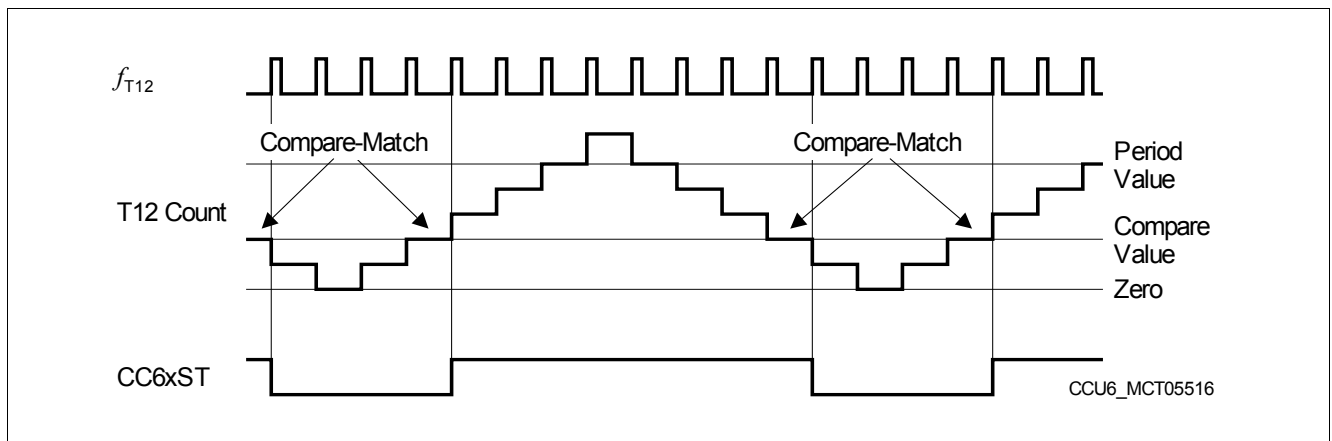 fT12
Compare-Match
Compare-Match
Period
Value
T12 Count
Compare
Value
Zero
CC6xST
CCU6_MCT05516